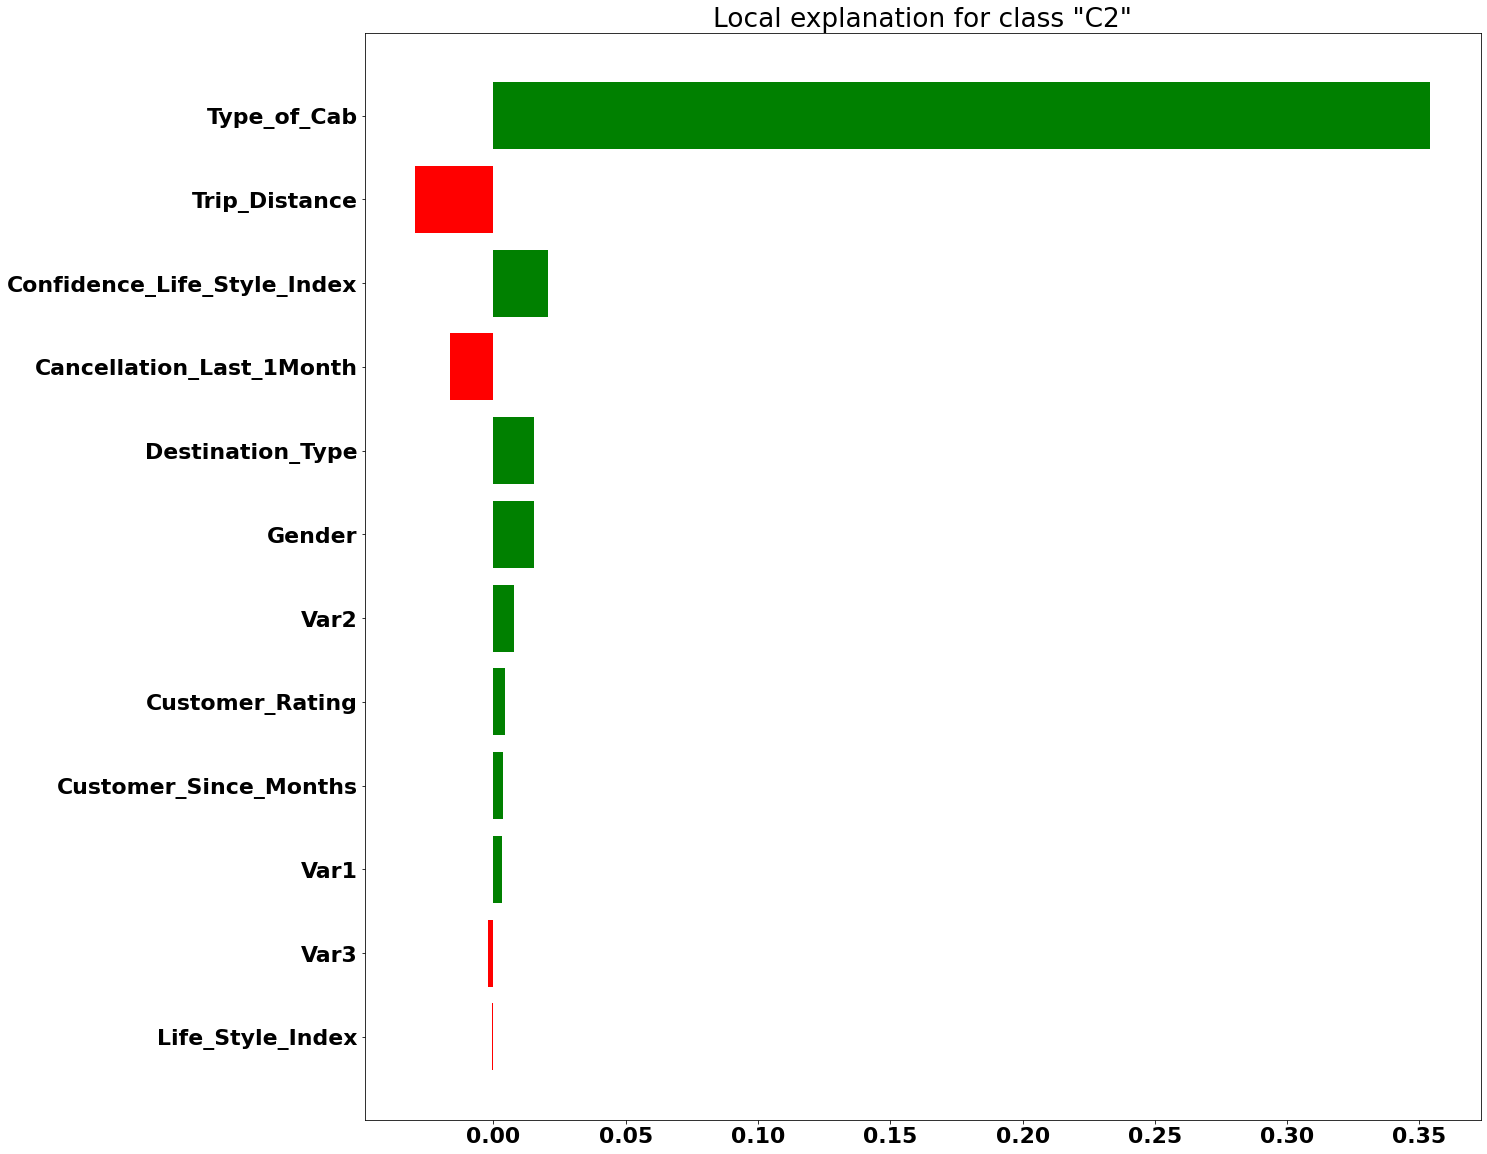 Local explanation for class "C2"
Type_of_Cab
Trip_Distance
Confidence_Life_Style_Index
Cancellation_Last_1Month
Destination_Type
Gender
Var2
Customer_Rating
Customer_Since_Months
Var1
Var3
Life_Style_Index
0.00 0.05 0.10 0.15 0.20 0.25 0.30 0.35